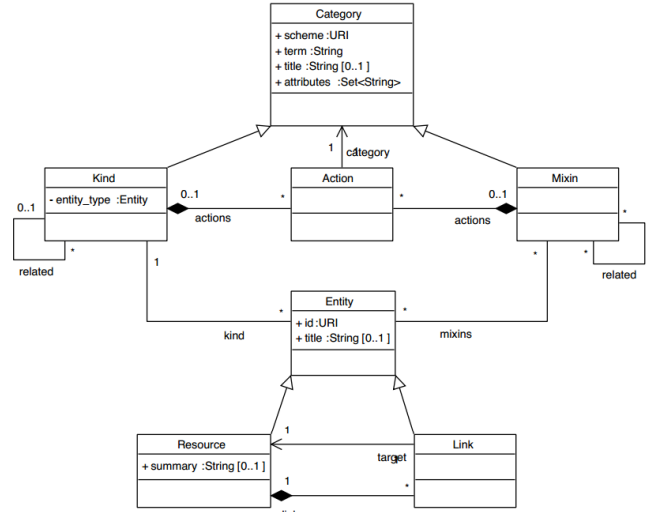 Category
+ scheme :URI
+ term :String
+ title :String [0..1 ]
+ attributes :Set<String>
1
category
Kind
- entity_type :Entity
Action
Mixin
0..1
0..1
*
actions
*
0..1
actions
*
*
related
*
related
1
*
kind
Entity
+ id :URI
+ title :String [0..1 ]
*
mixins
*
Resource
+ summary :String [0..1 ]
1
target
Link
1
*